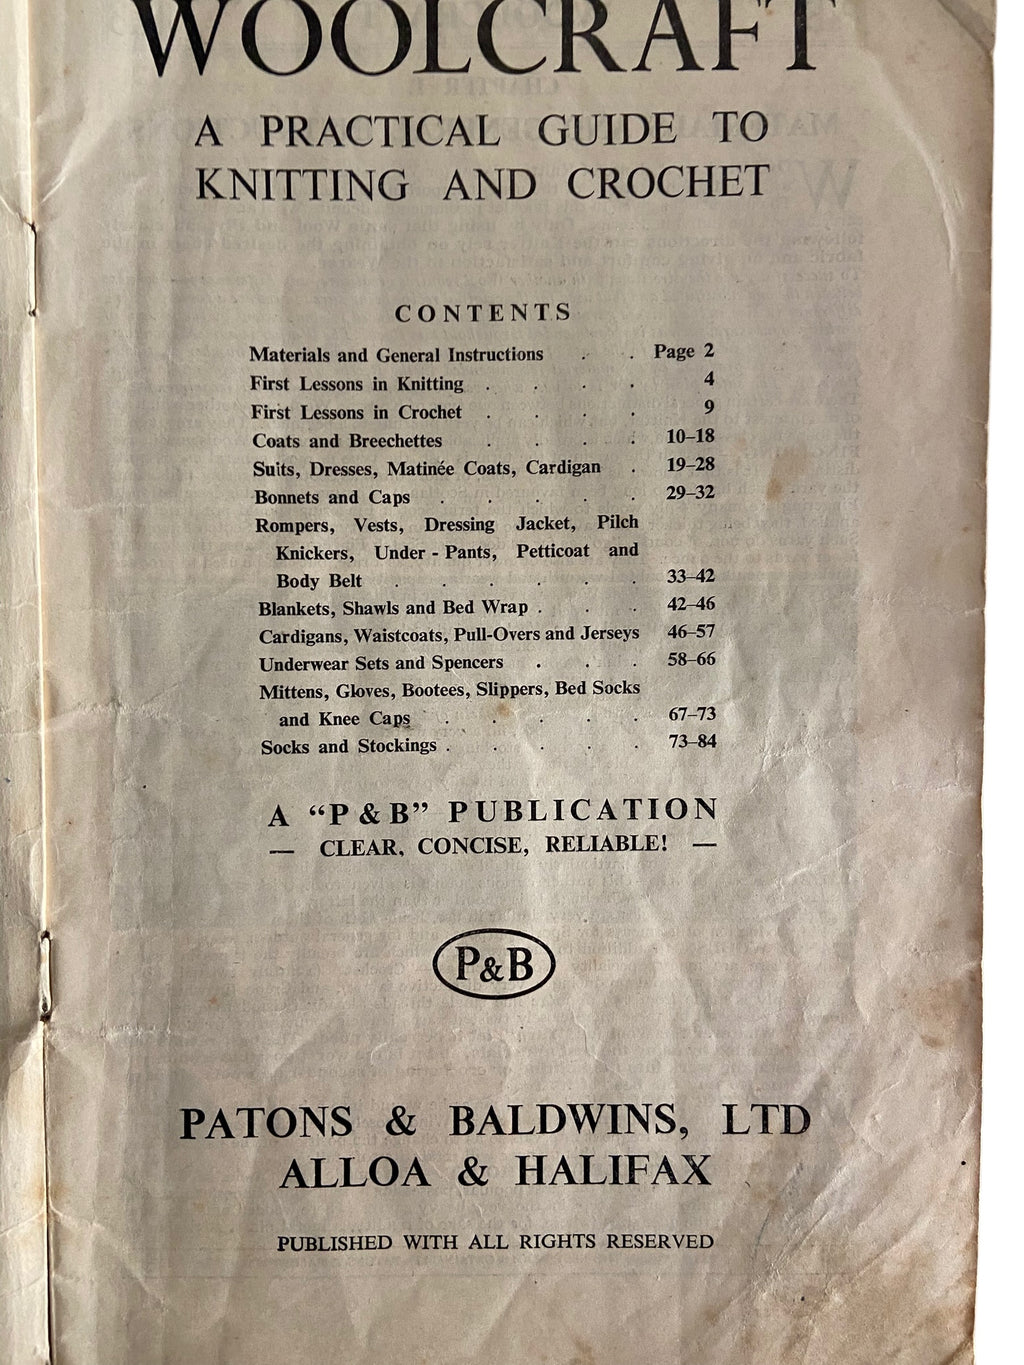 WOOLCRAFT
A PRACTICAL GUIDE TO
KNITTING AND CROCHET
CONTENTS
Materials and General Instructions . . Page 2
First Lessons in Knitting . . . . 4
First Lessons in Crochet . . . . 9
Coats and Breechettes . . . . 10–18
Suits, Dresses, Matinée Coats, Cardigan . 19–28
Bonnets and Caps . . . . . 29–32
Rompers, Vests, Dressing Jacket, Pilch
Knickers, Under - Pants, Petticoat and
Body Belt . . . . . . 33–42
Blankets, Shawls and Bed Wrap . . . 42–46
Cardigans, Waistcoats, Pull-Overs and Jerseys 46–57
Underwear Sets and Spencers . . . 58–66
Mittens, Gloves, Bootees, Slippers, Bed Socks
and Knee Caps . . . . . 67–73
Socks and Stockings . . . . . 73–84
A “P & B” PUBLICATION
— CLEAR, CONCISE, RELIABLE! —
P&B
PATONS & BALDWINS, LTD
ALLOA & HALIFAX
PUBLISHED WITH ALL RIGHTS RESERVED